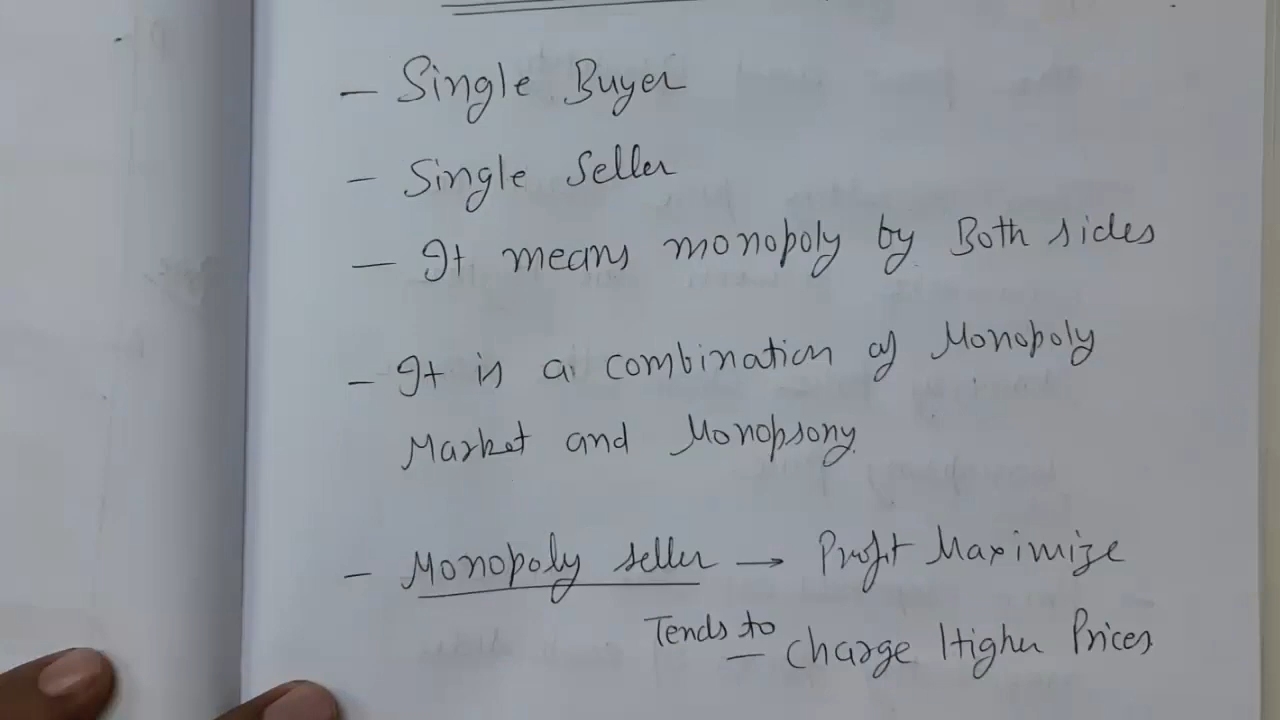 - Single Buyer
- Single Seller
- It means monopoly by Both sides
- It is a combination of Monopoly
Market and Monopsony.
- Monopoly seller → Profit Maximize
Tends to
- Charge Higher Prices